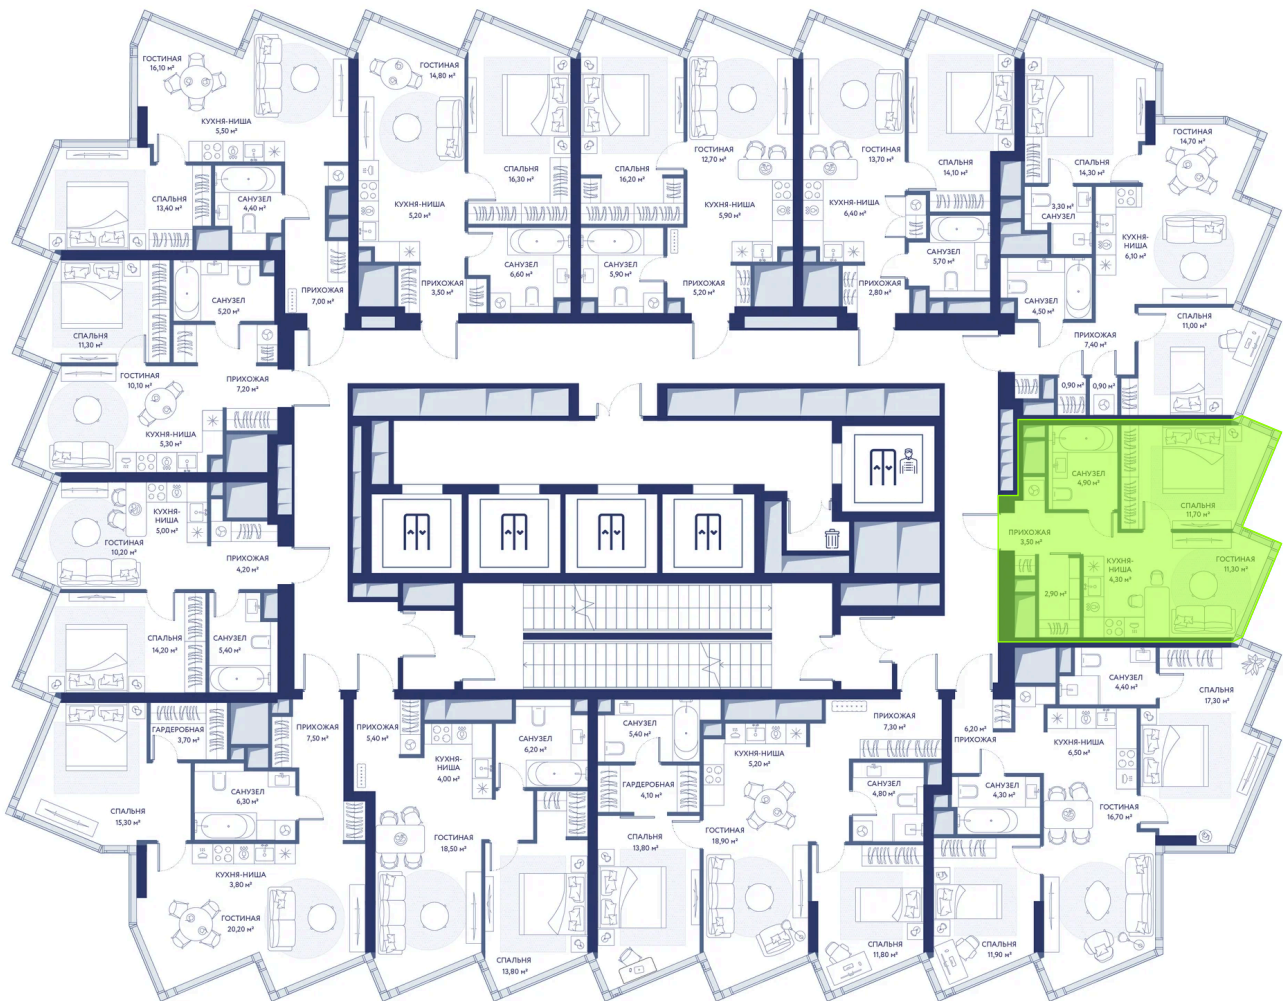 ГОСТИНАЯ
16,10 м²
КУХНЯ-НИША
5,50 м²
СПАЛЬНЯ
13,40 м²
САНУЗЕЛ
4,40 м²
ПРИХОЖАЯ
7,00 м²
ГОСТИНАЯ
14,80 м²
КУХНЯ-НИША
5,20 м²
СПАЛЬНЯ
16,30 м²
САНУЗЕЛ
6,60 м²
ПРИХОЖАЯ
3,50 м²
СПАЛЬНЯ
16,20 м²
ГОСТИНАЯ
12,70 м²
КУХНЯ-НИША
5,90 м²
САНУЗЕЛ
5,90 м²
ПРИХОЖАЯ
5,20 м²
ГОСТИНАЯ
13,70 м²
КУХНЯ-НИША
6,40 м²
СПАЛЬНЯ
14,10 м²
САНУЗЕЛ
5,70 м²
ПРИХОЖАЯ
2,80 м²
СПАЛЬНЯ
14,30 м²
ГОСТИНАЯ
14,70 м²
3,30 м²
САНУЗЕЛ
КУХНЯ-
НИША
6,10 м²
САНУЗЕЛ
4,50 м²
ПРИХОЖАЯ
7,40 м²
СПАЛЬНЯ
11,00 м²
0,90 м²
0,90 м²
СПАЛЬНЯ
11,30 м²
САНУЗЕЛ
5,20 м²
ГОСТИНАЯ
10,10 м²
ПРИХОЖАЯ
7,20 м²
КУХНЯ-НИША
5,30 м²
КУХНЯ-
НИША
5,00 м²
ГОСТИНАЯ
10,20 м²
ПРИХОЖАЯ
4,20 м²
СПАЛЬНЯ
14,20 м²
САНУЗЕЛ
5,40 м²
САНУЗЕЛ
4,90 м²
СПАЛЬНЯ
11,70 м²
ПРИХОЖАЯ
3,50 м²
КУХНЯ-
НИША
4,30 м²
ГОСТИНАЯ
11,30 м²
2,90 м²
СПАЛЬНЯ
15,30 м²
ГАРДЕРОБНАЯ
3,70 м²
ПРИХОЖАЯ
7,50 м²
САНУЗЕЛ
6,30 м²
КУХНЯ-НИША
3,80 м²
ГОСТИНАЯ
20,20 м²
ПРИХОЖАЯ
5,40 м²
КУХНЯ-
НИША
4,00 м²
САНУЗЕЛ
6,20 м²
ГОСТИНАЯ
18,50 м²
СПАЛЬНЯ
13,80 м²
САНУЗЕЛ
5,40 м²
ГАРДЕРОБНАЯ
4,10 м²
КУХНЯ-НИША
5,20 м²
ПРИХОЖАЯ
7,30 м²
САНУЗЕЛ
4,80 м²
СПАЛЬНЯ
13,80 м²
ГОСТИНАЯ
18,90 м²
СПАЛЬНЯ
11,80 м²
САНУЗЕЛ
4,40 м²
СПАЛЬНЯ
17,30 м²
6,20 м²
ПРИХОЖАЯ
КУХНЯ-НИША
6,50 м²
САНУЗЕЛ
4,30 м²
ГОСТИНАЯ
16,70 м²
СПАЛЬНЯ
11,90 м²